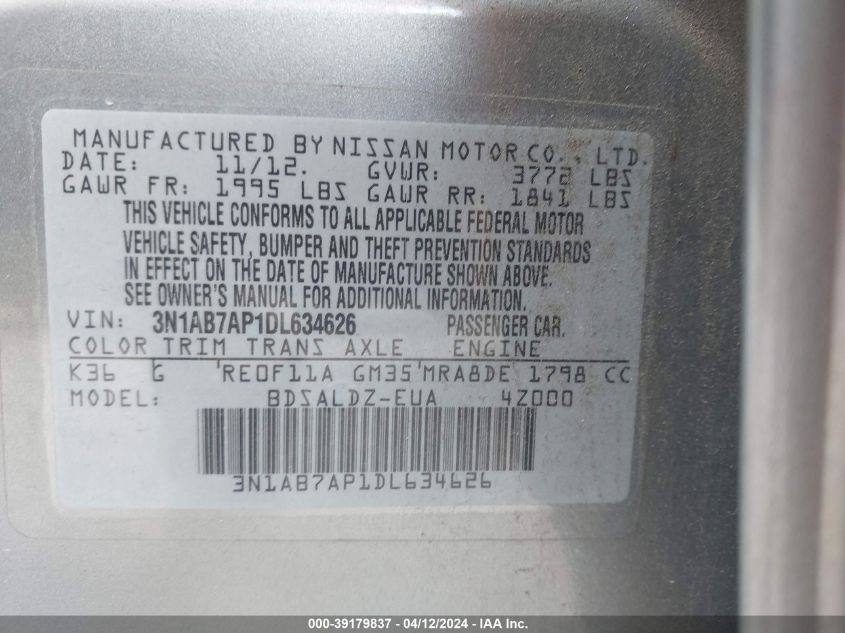 MANUFACTURED BY NISSAN MOTOR CO., LTD.
DATE: 11/12. GVWR: 3772 LBS
GAWR FR: 1995 LBS GAWR RR: 1841 LBS
THIS VEHICLE CONFORMS TO ALL APPLICABLE FEDERAL MOTOR
VEHICLE SAFETY, BUMPER AND THEFT PREVENTION STANDARDS
IN EFFECT ON THE DATE OF MANUFACTURE SHOWN ABOVE.
SEE OWNER'S MANUAL FOR ADDITIONAL INFORMATION.
VIN: 3N1AB7AP1DL634626 PASSENGER CAR.
COLOR TRIM TRANS AXLE ENGINE
K36 G RE0F11A GM35 MRA8DE 1798 CC
MODEL: BDSALDZ-EUA 4Z000
3N1AB7AP1DL634626
000-39179837 - 04/12/2024 - IAA Inc.